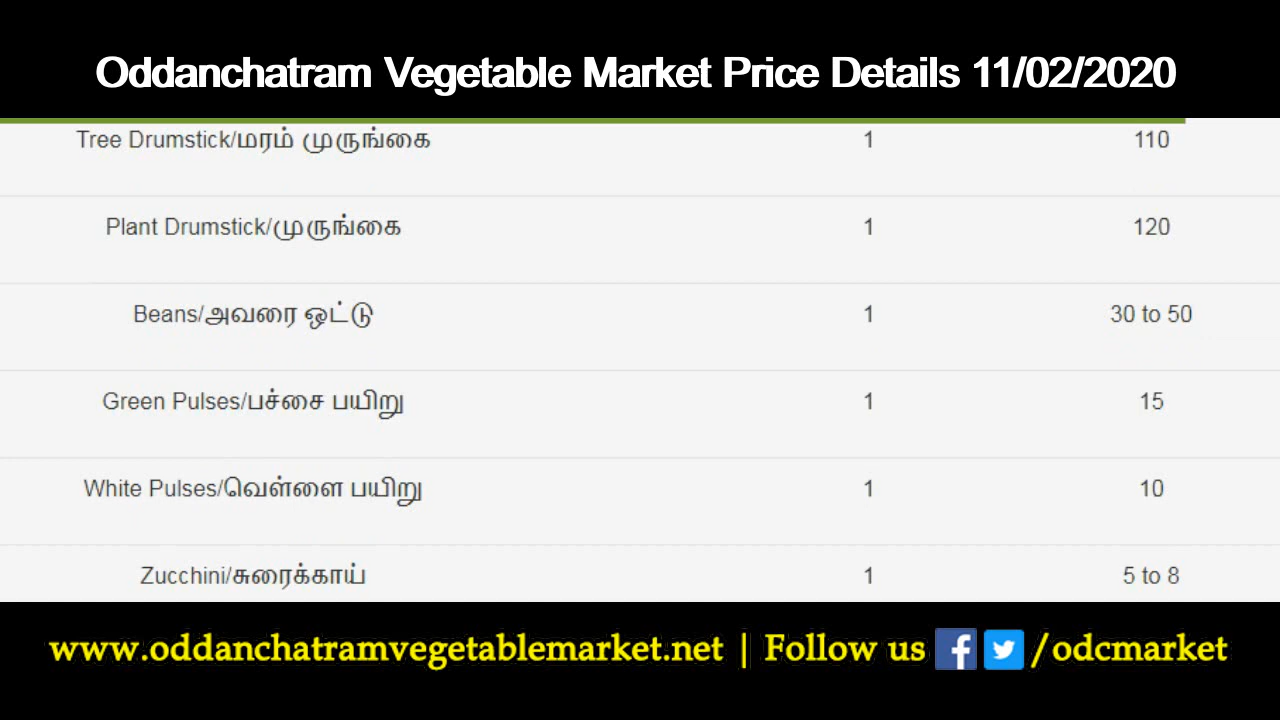 Oddanchatram Vegetable Market Price Details 11/02/2020
Tree Drumstick/மரம் முருங்கை 1 110
Plant Drumstick/முருங்கை 1 120
Beans/அவரை ஒட்டு 1 30 to 50
Green Pulses/பச்சை பயிறு 1 15
White Pulses/வெள்ளை பயிறு 1 10
Zucchini/சுரைக்காய் 1 5 to 8
www.oddanchatramvegetablemarket.net | Follow us f /odcmarket